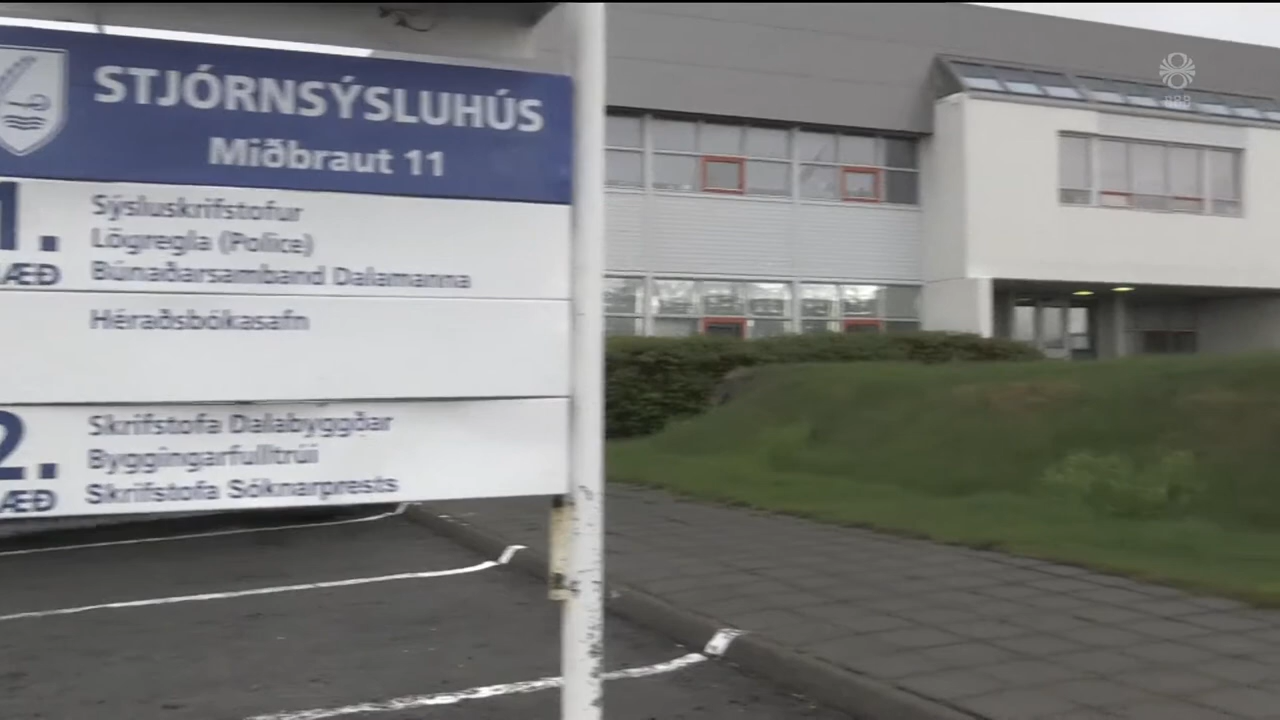 STJÓRNSÝSLUHÚS
Miðbraut 11
1.
ÆÐ
Sýsluskrifstofur
Lögregla (Police)
Búnaðarsamband Dalamanna
Héraðsbókasafn
2.
ÆÐ
Skrifstofa Dalabyggðar
Byggingarfulltrúi
Skrifstofa Sóknarprests